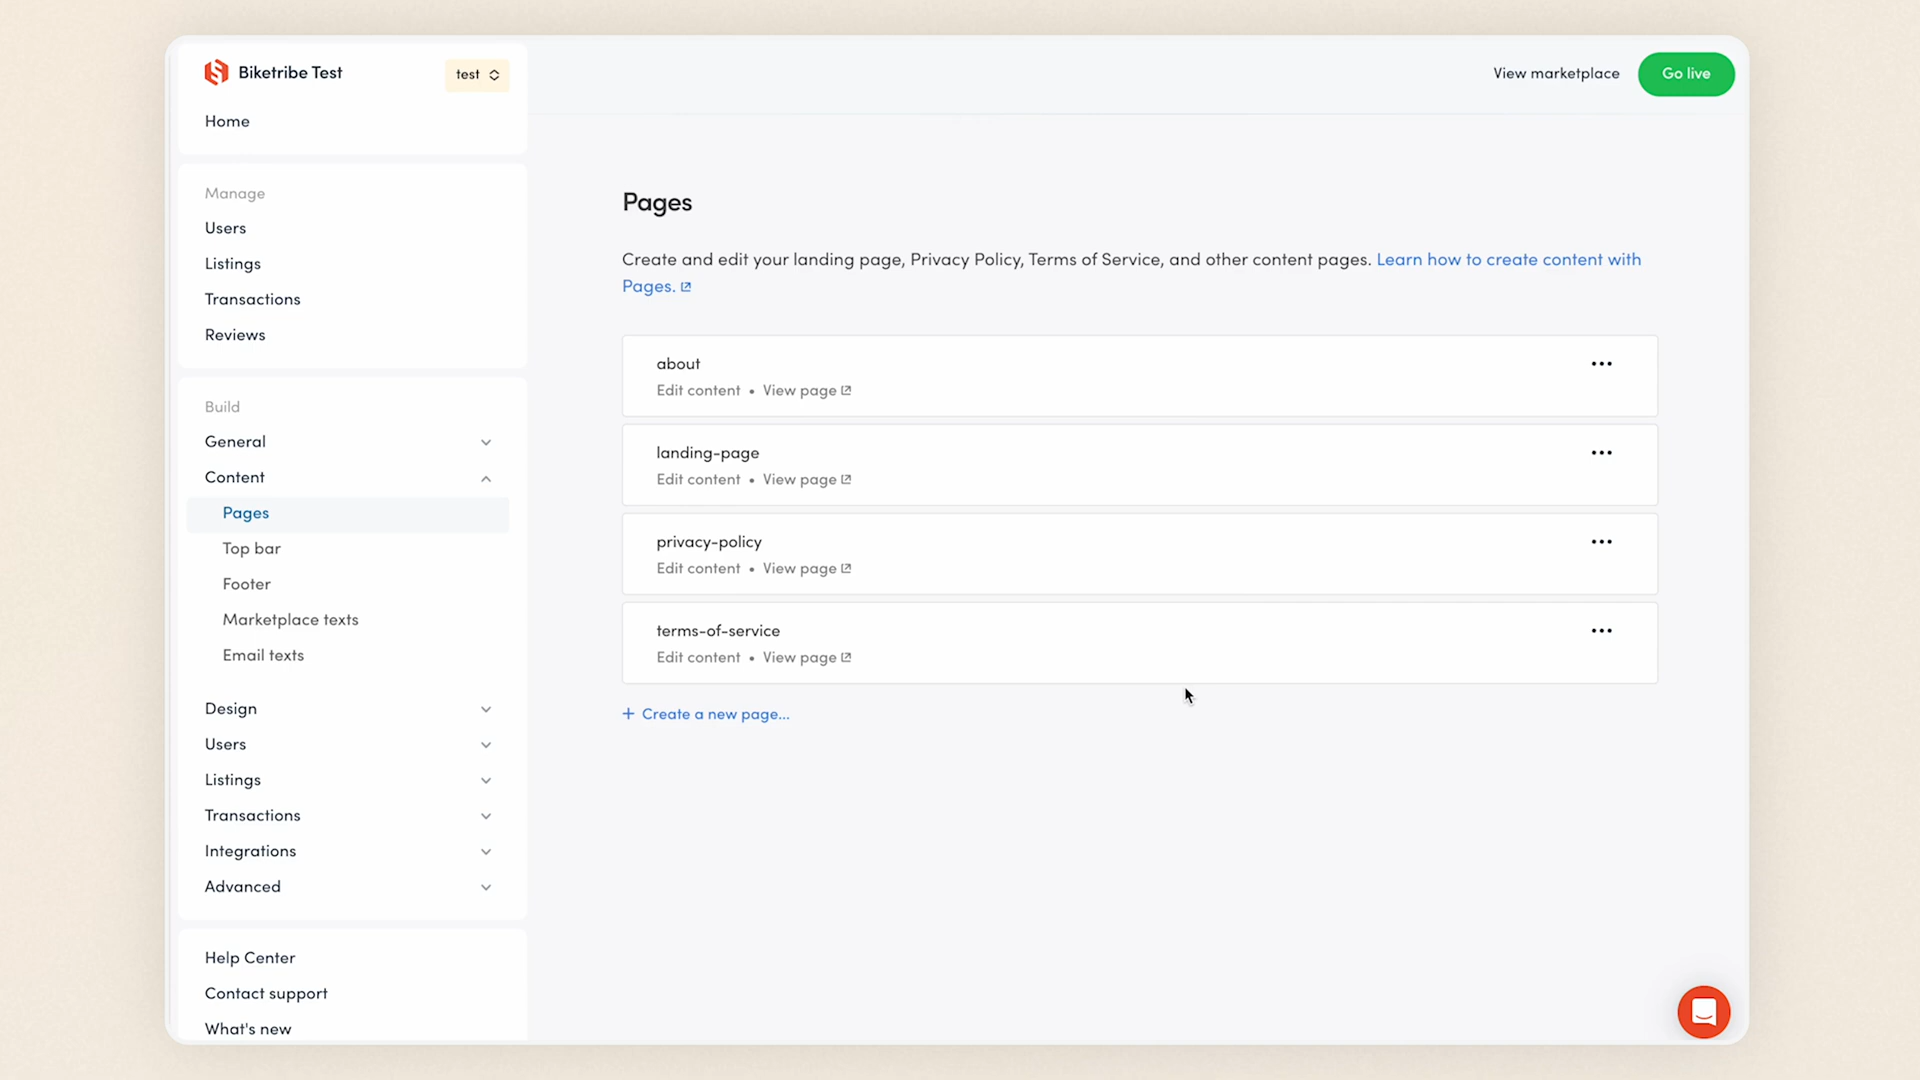 Biketribe Test
test
View marketplace
Go live
Home
Manage
Users
Listings
Transactions
Reviews
Build
General
Content
Pages
Top bar
Footer
Marketplace texts
Email texts
Design
Users
Listings
Transactions
Integrations
Advanced
Help Center
Contact support
What's new
Pages
Create and edit your landing page, Privacy Policy, Terms of Service, and other content pages. Learn how to create content with
Pages.
about
Edit content • View page
landing-page
Edit content • View page
privacy-policy
Edit content • View page
terms-of-service
Edit content • View page
+ Create a new page...